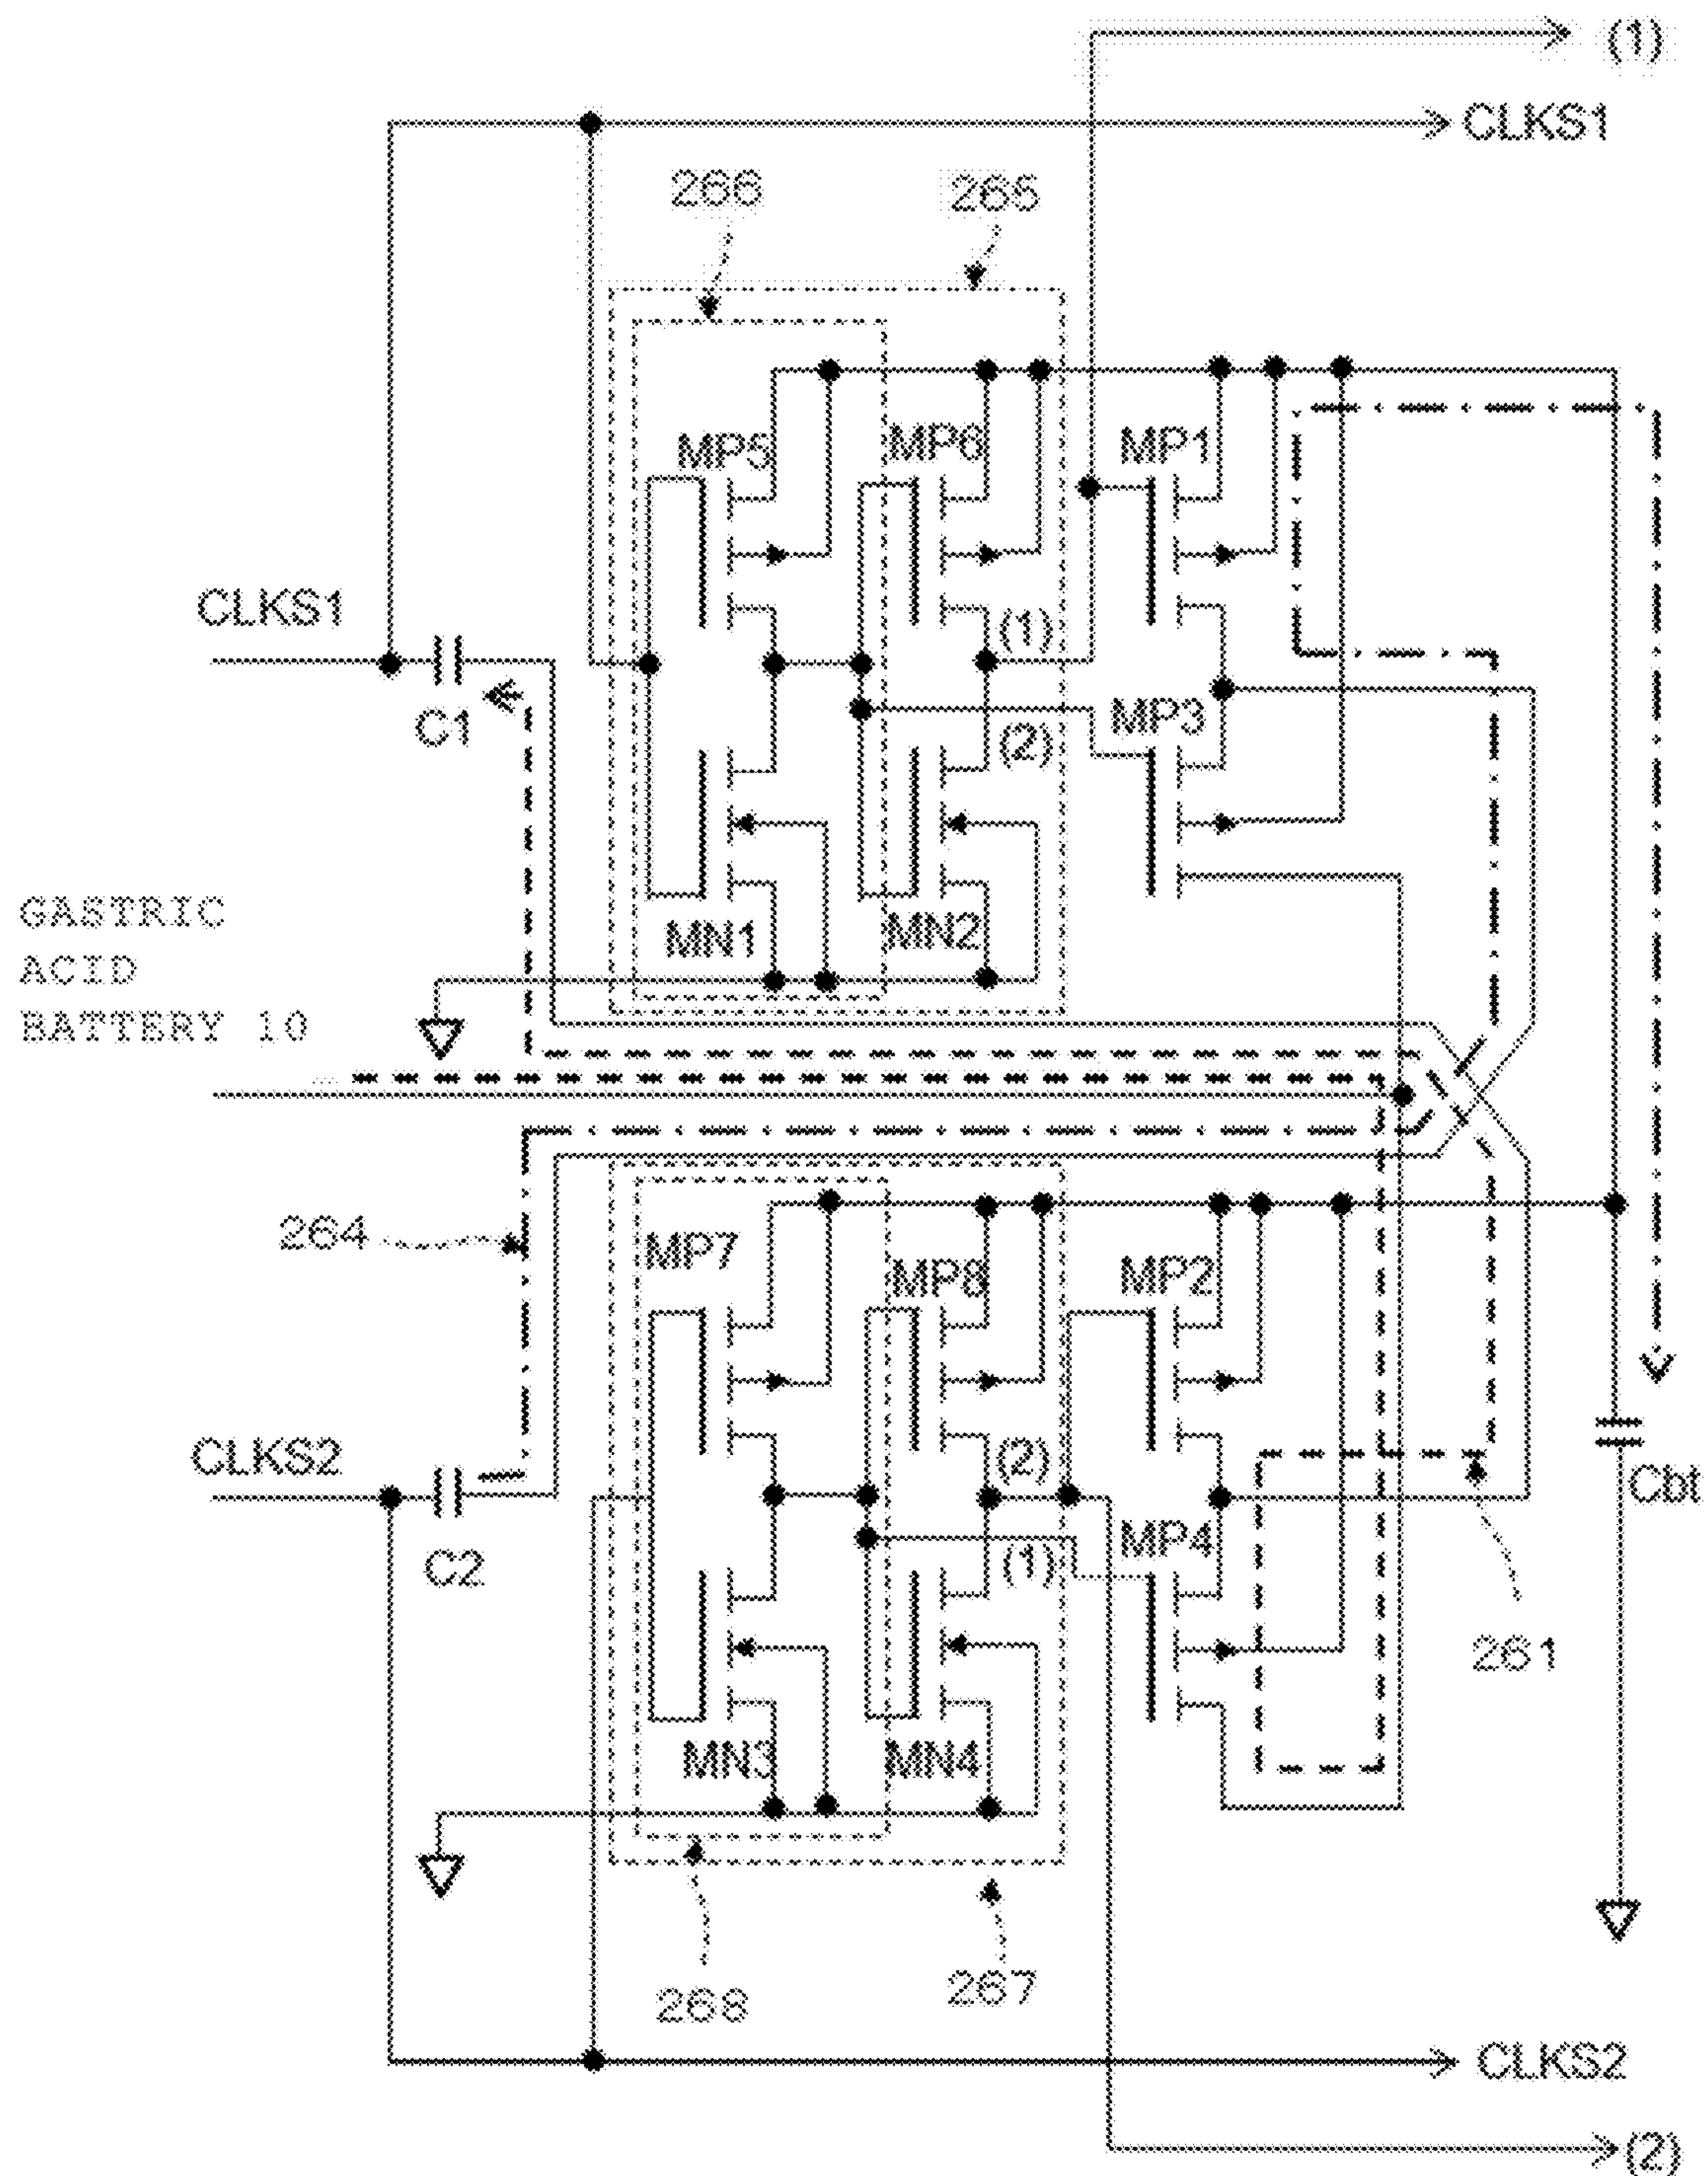 (1)
CLKS1
266
265
MP5
MP6
MP1
CLKS1
(1)
C1
MP3
(2)
GASTRIC
ACID
BATTERY 10
MN1
MN2
264
MP7
MP8
MP2
CLKS2
(2)
Cbt
C2
MP4
(1)
261
MN3
MN4
268
267
CLKS2
(2)